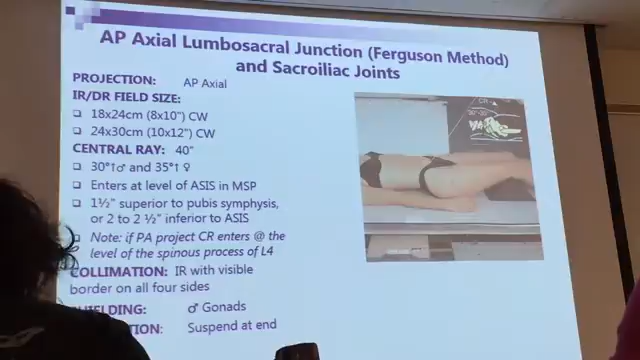 AP Axial Lumbosacral Junction (Ferguson Method)
and Sacroiliac Joints
PROJECTION: AP Axial
IR/DR FIELD SIZE:
18x24cm (8x10") CW
24x30cm (10x12") CW
CENTRAL RAY: 40"
30°↑♂ and 35°↑ ♀
Enters at level of ASIS in MSP
1½" superior to pubis symphysis,
or 2 to 2 ½" inferior to ASIS
Note: if PA project CR enters @ the
level of the spinous process of L4
COLLIMATION: IR with visible
border on all four sides
♂ Gonads
Suspend at end